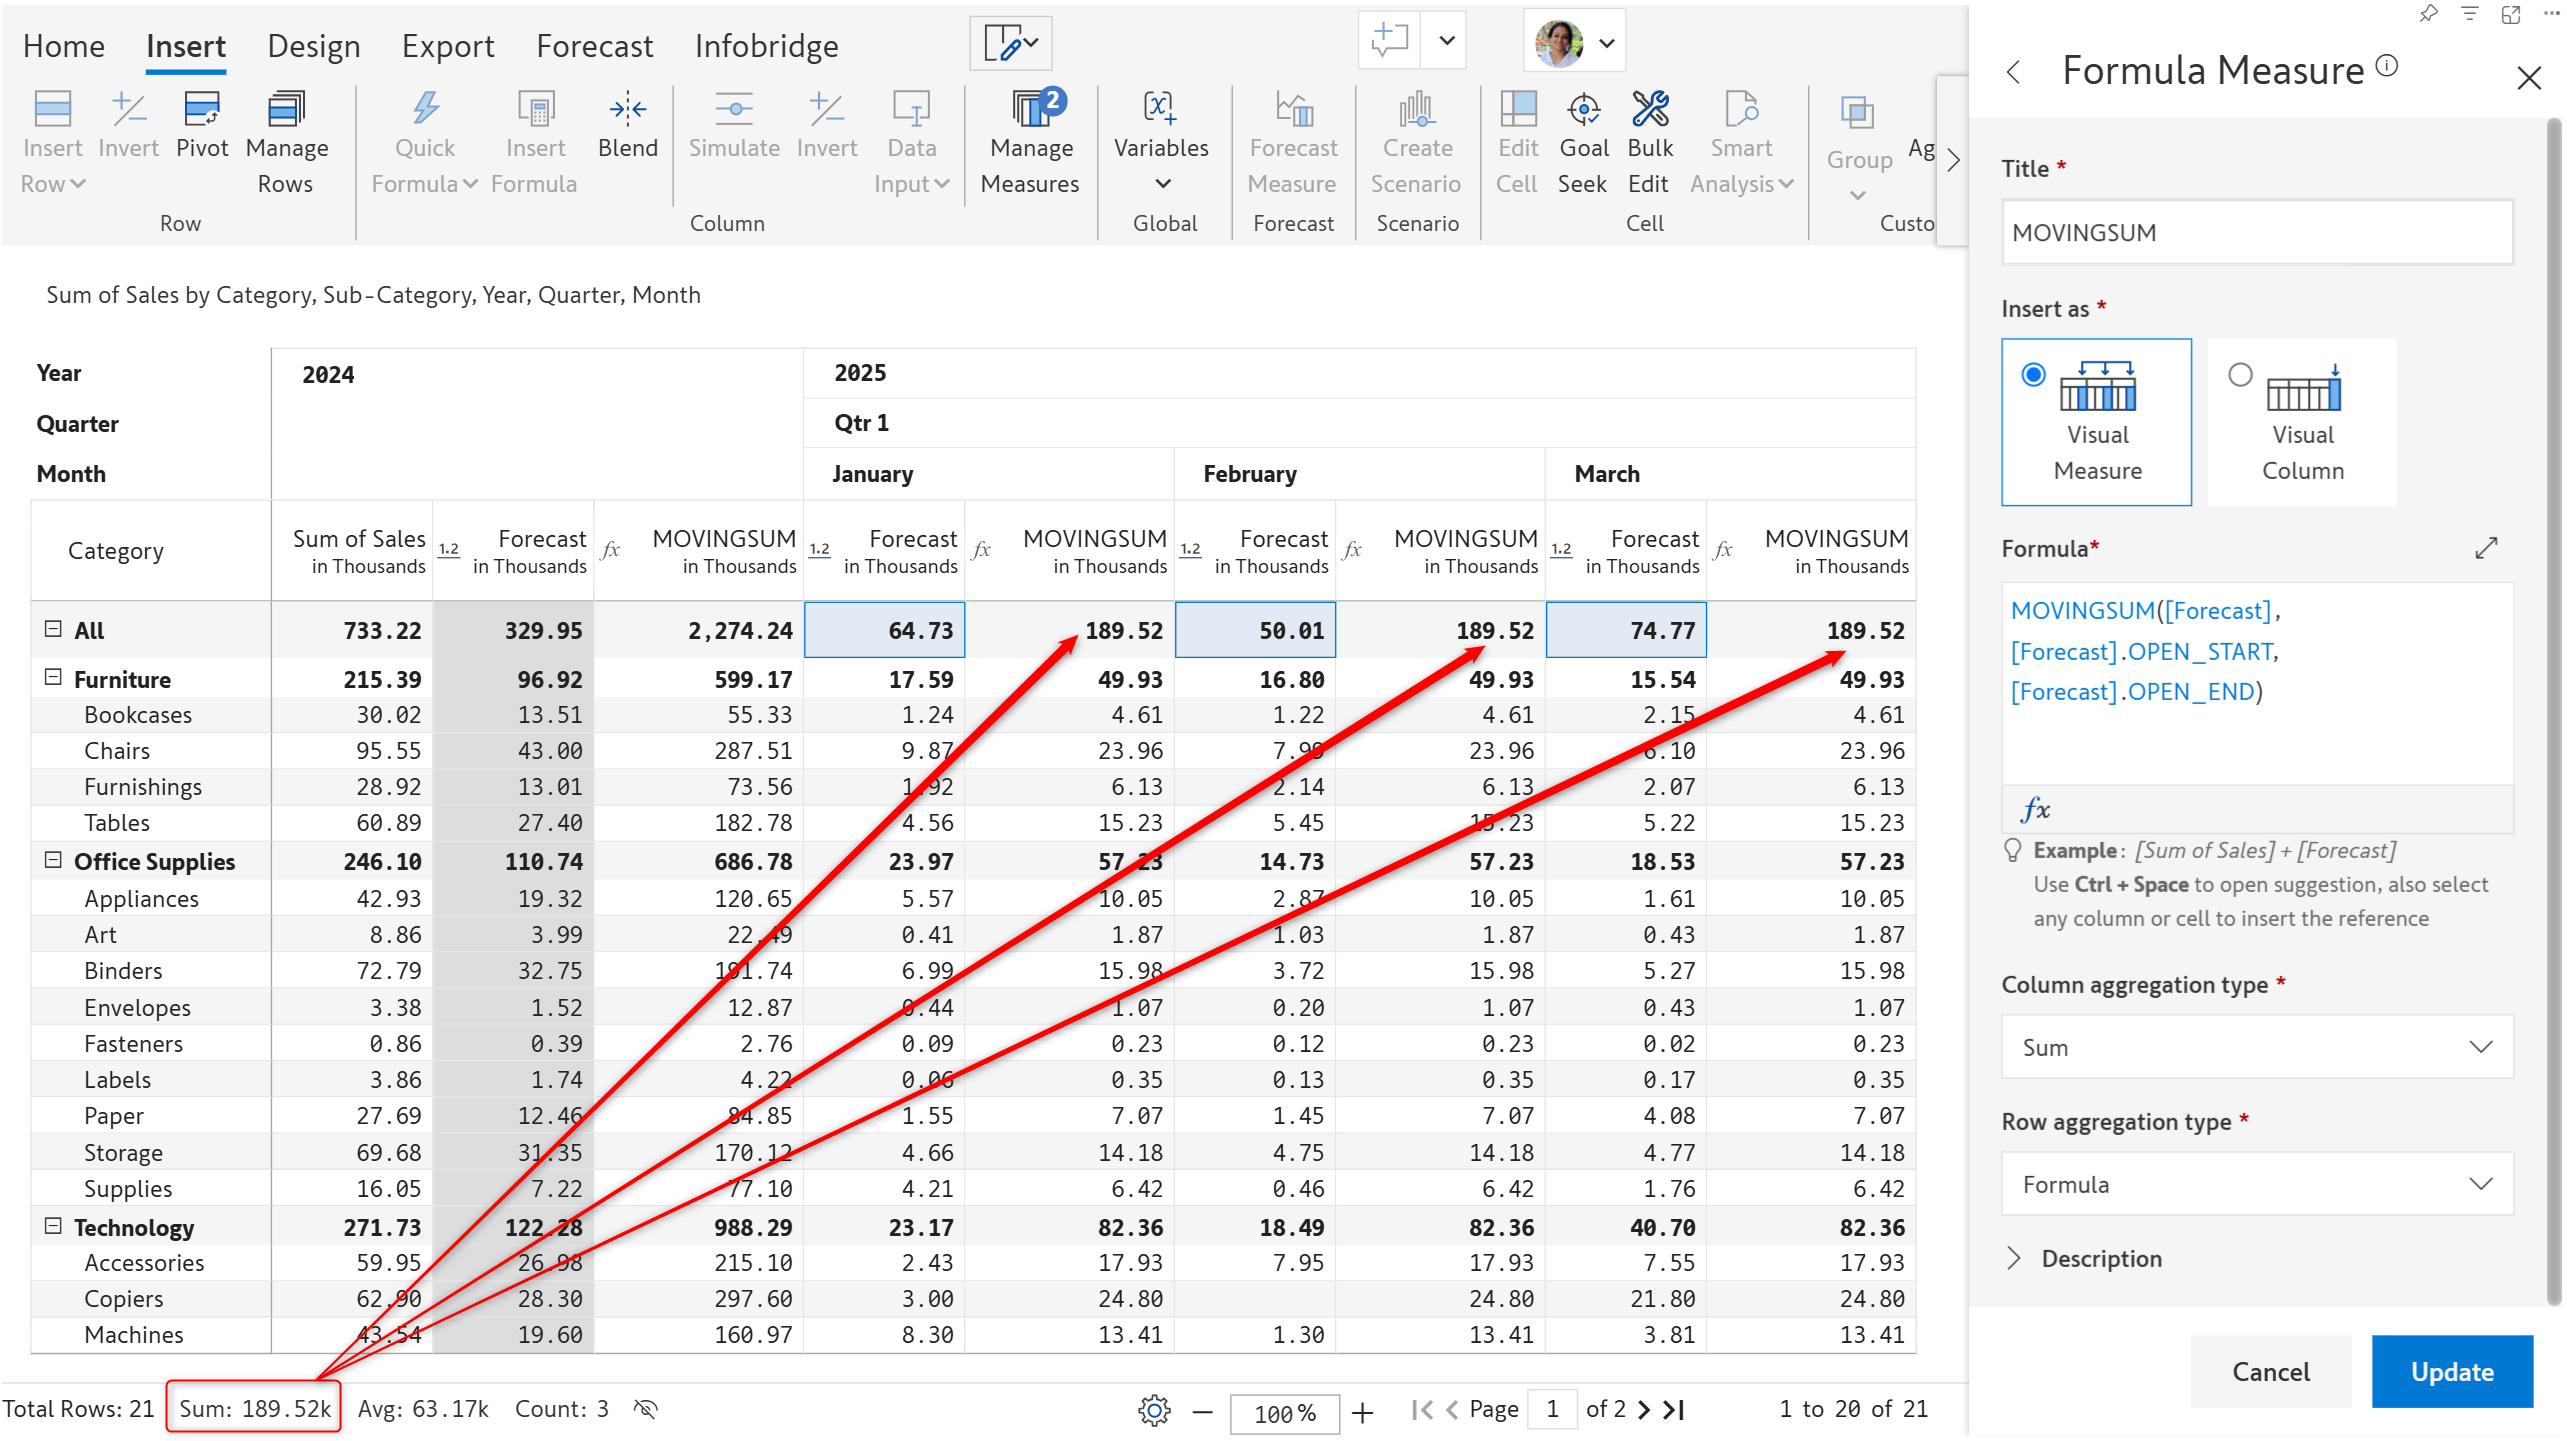 Home Insert Design Export Forecast Infobridge
Insert Row
Invert
Pivot
Manage Rows
Row
Quick Formula
Insert Formula
Blend
Simulate
Invert
Data Input
Column
Manage Measures
2
Variables
Global
Forecast Measure
Forecast
Create Scenario
Scenario
Edit Cell
Goal Seek
Bulk Edit
Smart Analysis
Cell
Group
Ag
Custo
Sum of Sales by Category, Sub-Category, Year, Quarter, Month
Year 2024 2025
Quarter Qtr 1
Month January February March
Category Sum of Sales 1.2 Forecast fx MOVINGSUM 1.2 Forecast fx MOVINGSUM 1.2 Forecast fx MOVINGSUM 1.2 Forecast fx MOVINGSUM
in Thousands in Thousands in Thousands in Thousands in Thousands in Thousands in Thousands in Thousands in Thousands
All 733.22 329.95 2,274.24 64.73 189.52 50.01 189.52 74.77 189.52
Furniture 215.39 96.92 599.17 17.59 49.93 16.80 49.93 15.54 49.93
Bookcases 30.02 13.51 55.33 1.24 4.61 1.22 4.61 2.15 4.61
Chairs 95.55 43.00 287.51 9.87 23.96 7.99 23.96 6.10 23.96
Furnishings 28.92 13.01 73.56 1.92 6.13 2.14 6.13 2.07 6.13
Tables 60.89 27.40 182.78 4.56 15.23 5.45 15.23 5.22 15.23
Office Supplies 246.10 110.74 686.78 23.97 57.23 14.73 57.23 18.53 57.23
Appliances 42.93 19.32 120.65 5.57 10.05 2.87 10.05 1.61 10.05
Art 8.86 3.99 22.49 0.41 1.87 1.03 1.87 0.43 1.87
Binders 72.79 32.75 191.74 6.99 15.98 3.72 15.98 5.27 15.98
Envelopes 3.38 1.52 12.87 0.44 1.07 0.20 1.07 0.43 1.07
Fasteners 0.86 0.39 2.76 0.09 0.23 0.12 0.23 0.02 0.23
Labels 3.86 1.74 4.22 0.06 0.35 0.13 0.35 0.17 0.35
Paper 27.69 12.46 84.85 1.55 7.07 1.45 7.07 4.08 7.07
Storage 69.68 31.35 170.12 4.66 14.18 4.75 14.18 4.77 14.18
Supplies 16.05 7.22 77.10 4.21 6.42 0.46 6.42 1.76 6.42
Technology 271.73 122.28 988.29 23.17 82.36 18.49 82.36 40.70 82.36
Accessories 59.95 26.98 215.10 2.43 17.93 7.95 17.93 7.55 17.93
Copiers 62.90 28.30 297.60 3.00 24.80 24.80 21.80 24.80
Machines 43.54 19.60 160.97 8.30 13.41 1.30 13.41 3.81 13.41
Total Rows: 21 Sum: 189.52k Avg: 63.17k Count: 3 100% Page 1 of 2 1 to 20 of 21
Formula Measure
Title *
MOVINGSUM
Insert as *
Visual Measure
Visual Column
Formula*
MOVINGSUM([Forecast],
[Forecast].OPEN_START,
[Forecast].OPEN_END)
fx
Example: [Sum of Sales] + [Forecast]
Use Ctrl + Space to open suggestion, also select
any column or cell to insert the reference
Column aggregation type *
Sum
Row aggregation type *
Formula
Description
Cancel Update